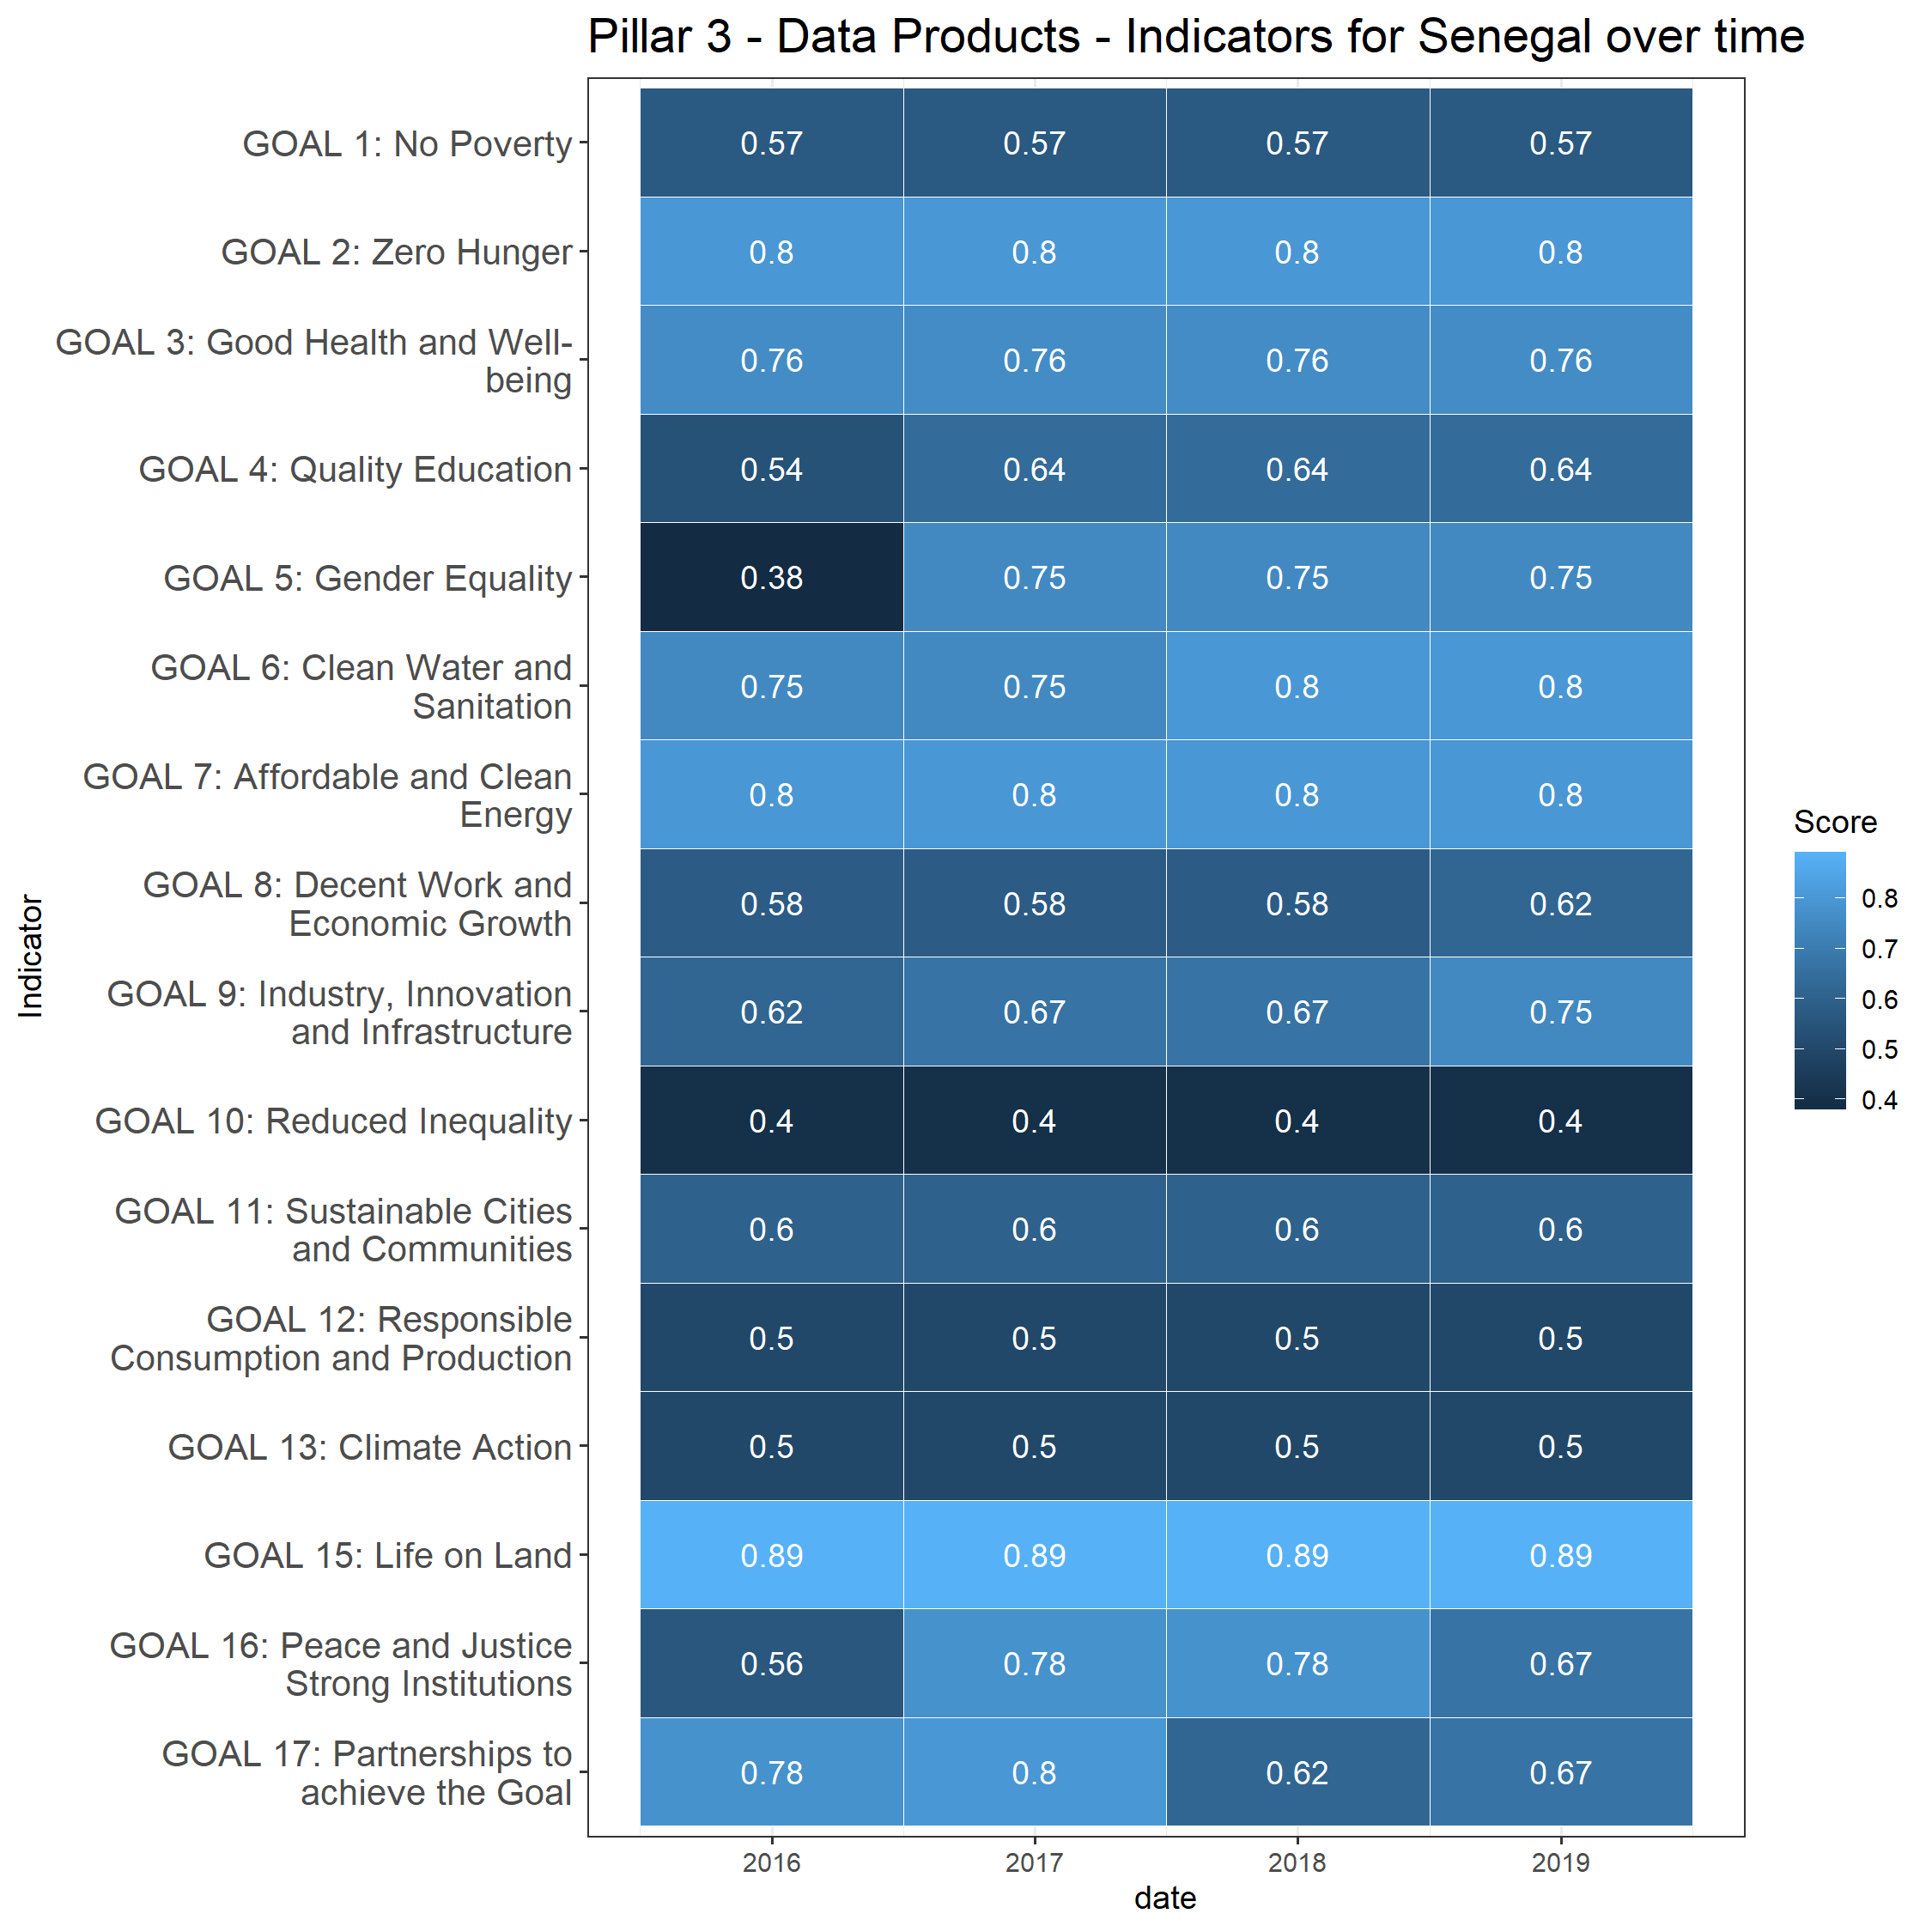 Pillar 3 - Data Products - Indicators for Senegal over time
GOAL 1: No Poverty
0.57 0.57 0.57 0.57
GOAL 2: Zero Hunger
0.8 0.8 0.8 0.8
GOAL 3: Good Health and Well-
being
0.76 0.76 0.76 0.76
GOAL 4: Quality Education
0.54 0.64 0.64 0.64
GOAL 5: Gender Equality
0.38 0.75 0.75 0.75
GOAL 6: Clean Water and
Sanitation
0.75 0.75 0.8 0.8
GOAL 7: Affordable and Clean
Energy
0.8 0.8 0.8 0.8
GOAL 8: Decent Work and
Economic Growth
0.58 0.58 0.58 0.62
GOAL 9: Industry, Innovation
and Infrastructure
0.62 0.67 0.67 0.75
GOAL 10: Reduced Inequality
0.4 0.4 0.4 0.4
GOAL 11: Sustainable Cities
and Communities
0.6 0.6 0.6 0.6
GOAL 12: Responsible
Consumption and Production
0.5 0.5 0.5 0.5
GOAL 13: Climate Action
0.5 0.5 0.5 0.5
GOAL 15: Life on Land
0.89 0.89 0.89 0.89
GOAL 16: Peace and Justice
Strong Institutions
0.56 0.78 0.78 0.67
GOAL 17: Partnerships to
achieve the Goal
0.78 0.8 0.62 0.67
2016 2017 2018 2019
date
Indicator
Score
0.8
0.7
0.6
0.5
0.4